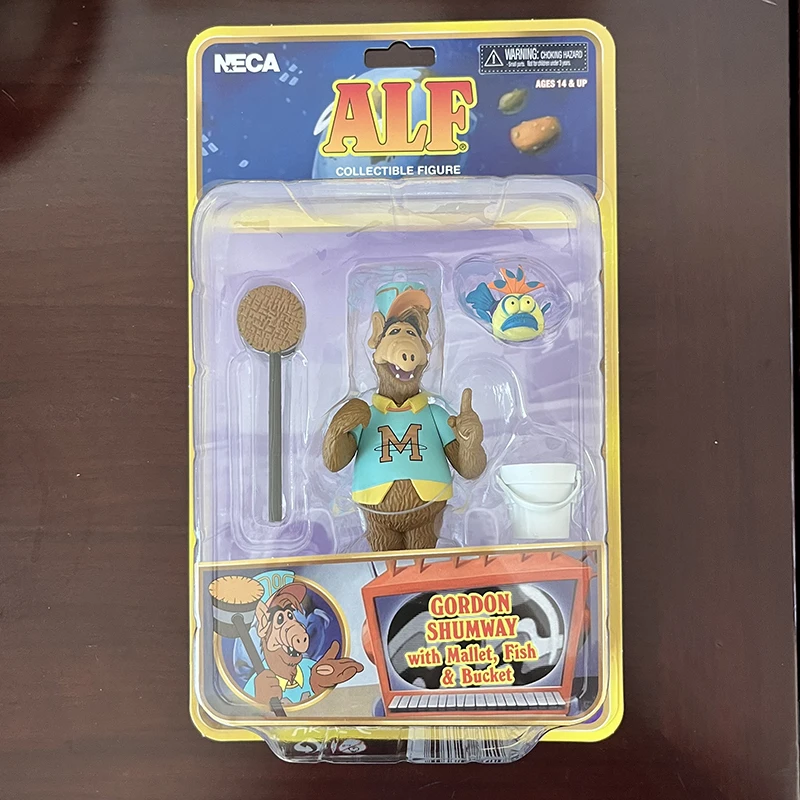 NECA
WARNING: CHOKING HAZARD
- Small parts. Not for children under 3 years.
AGES 14 & UP
ALF®
COLLECTIBLE FIGURE
M
GORDON
SHUMWAY
with Mallet, Fish
& Bucket